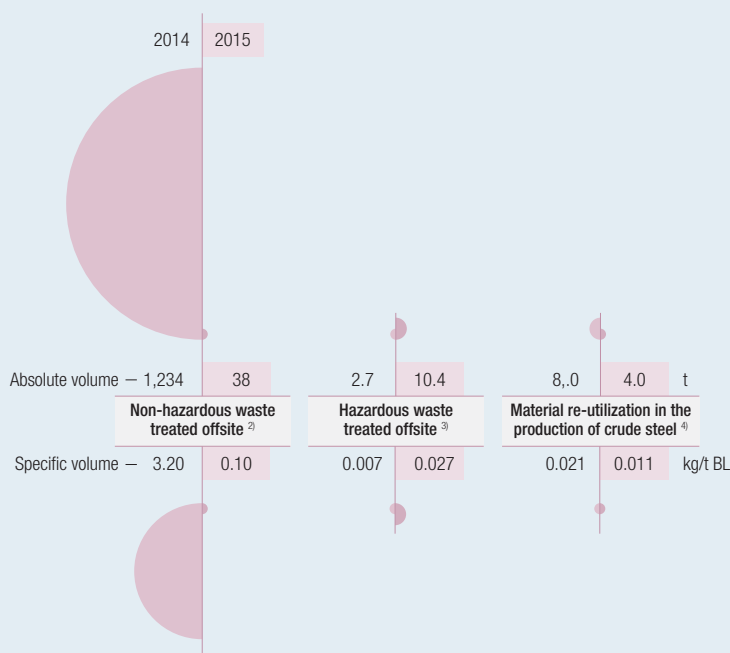 2014 2015
Absolute volume – 1,234 38 2.7 10.4 8,.0 4.0 t
Non-hazardous waste
treated offsite 2)
Hazardous waste
treated offsite 3)
Material re-utilization in the
production of crude steel 4)
Specific volume – 3.20 0.10 0.007 0.027 0.021 0.011 kg/t BL